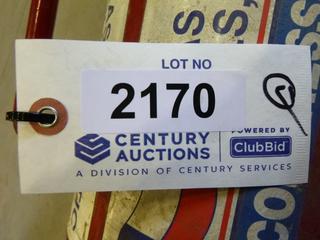 LOT NO
2170
CENTURY
AUCTIONS
POWERED BY
ClubBid
A DIVISION OF CENTURY SERVICES